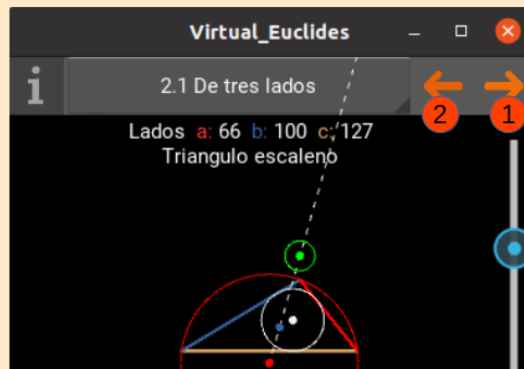 Virtual_Euclides
i 2.1 De tres lados
2 1
Lados a: 66 b: 100 c: 127
Triangulo escaleno